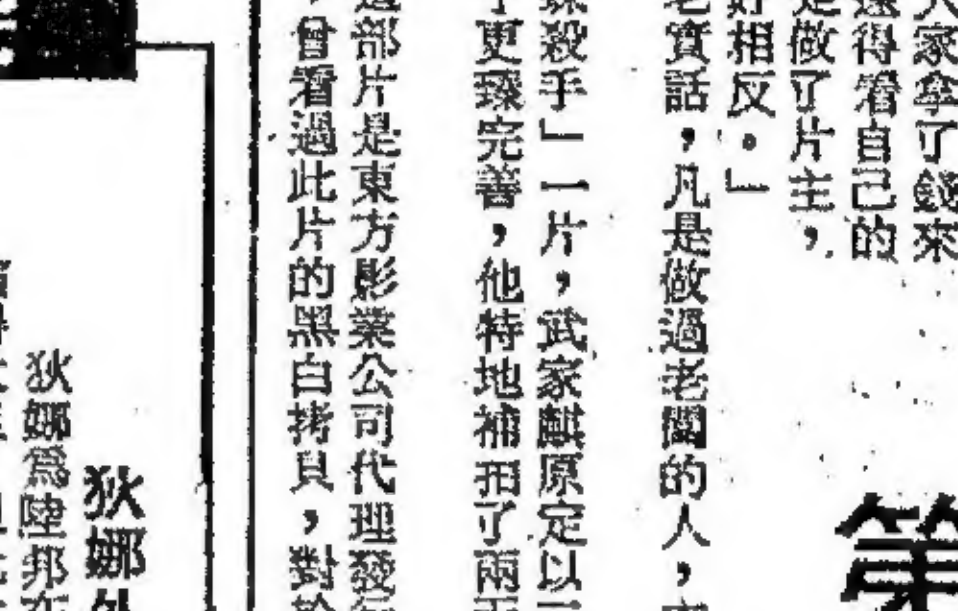 大家拿了錢來
得看自己的
是做了片主，
好相反。」
老實話，凡是做過老闆的人，
殺手」一片，武家麒原定以
了更臻完善，他特地補拍了兩
這部片是東方影業公司代理發行
，曾看過此片的黑白拷貝，對於
第
狄娜
狄娜為陸邦